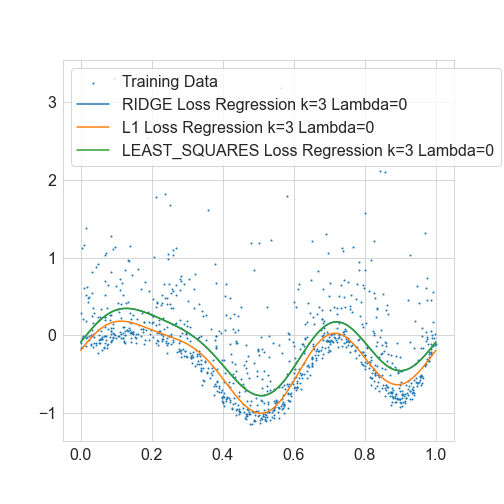 Training Data
RIDGE Loss Regression k=3 Lambda=0
L1 Loss Regression k=3 Lambda=0
LEAST_SQUARES Loss Regression k=3 Lambda=0
3
2
1
0
−1
0.0 0.2 0.4 0.6 0.8 1.0